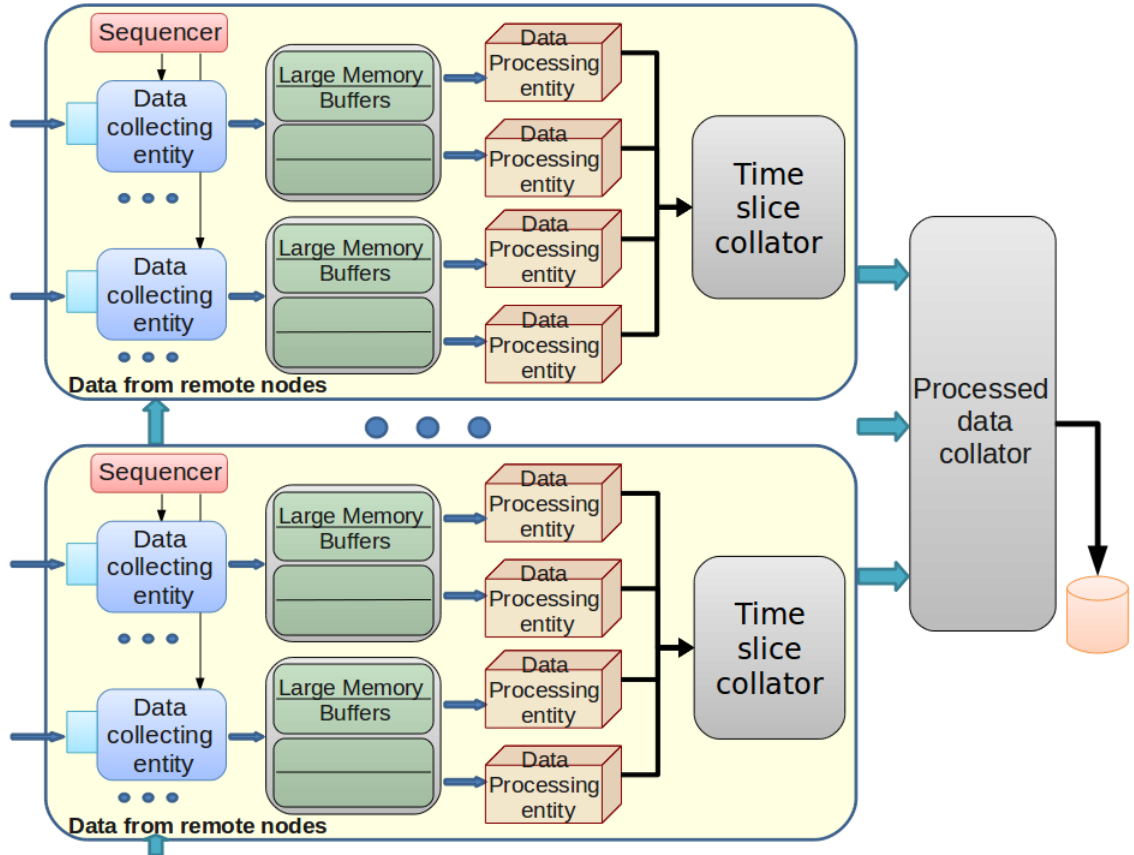 Sequencer
Data
collecting
entity
Large Memory
Buffers
Data
Processing
entity
Data
Processing
entity
Time
slice
collator
Data
collecting
entity
Large Memory
Buffers
Data
Processing
entity
Data
Processing
entity
Data from remote nodes
Sequencer
Data
collecting
entity
Large Memory
Buffers
Data
Processing
entity
Data
Processing
entity
Time
slice
collator
Data
collecting
entity
Large Memory
Buffers
Data
Processing
entity
Data
Processing
entity
Data from remote nodes
Processed
data
collator